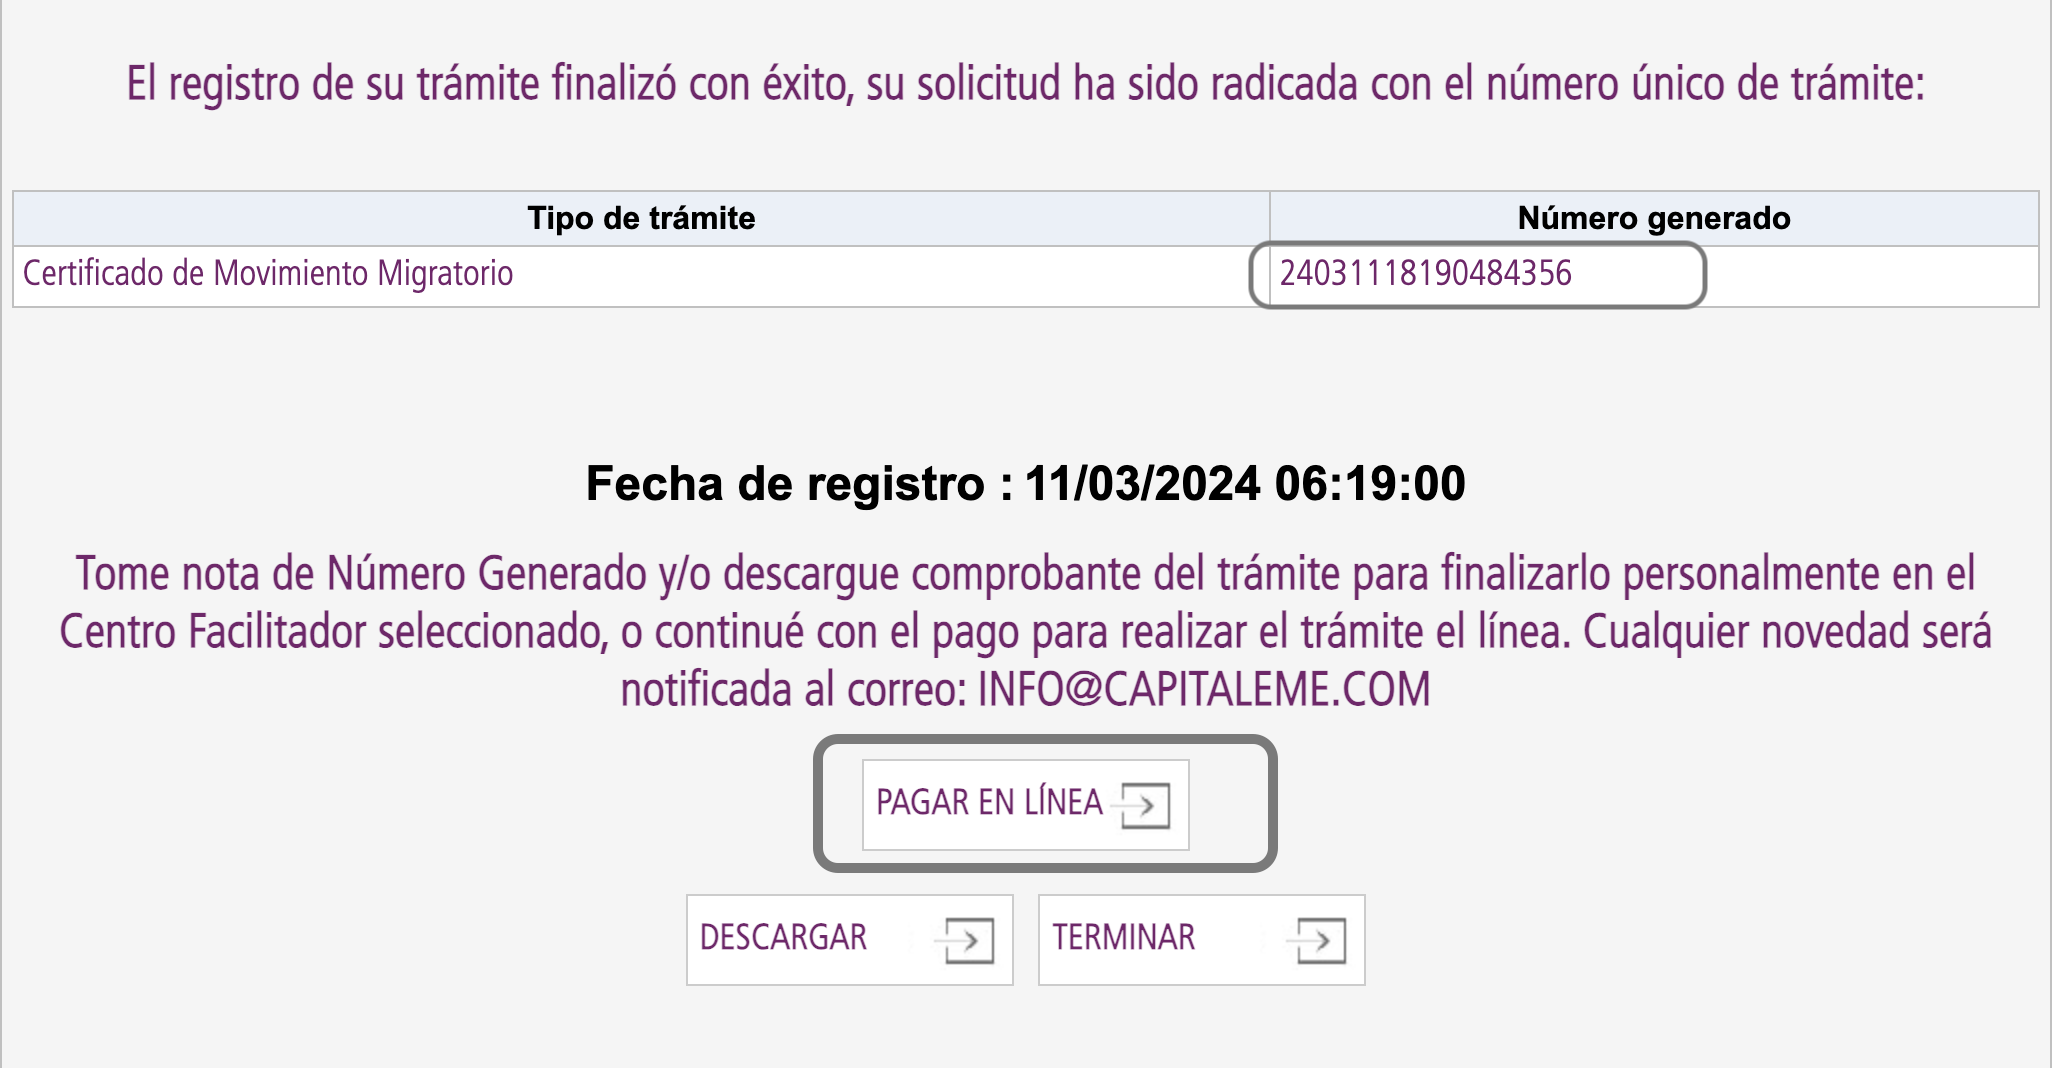 El registro de su trámite finalizó con éxito, su solicitud ha sido radicada con el número único de trámite:
Tipo de trámite Número generado
Certificado de Movimiento Migratorio 24031118190484356
Fecha de registro : 11/03/2024 06:19:00
Tome nota de Número Generado y/o descargue comprobante del trámite para finalizarlo personalmente en el
Centro Facilitador seleccionado, o continué con el pago para realizar el trámite el línea. Cualquier novedad será
notificada al correo: INFO@CAPITALEME.COM
PAGAR EN LÍNEA
DESCARGAR TERMINAR